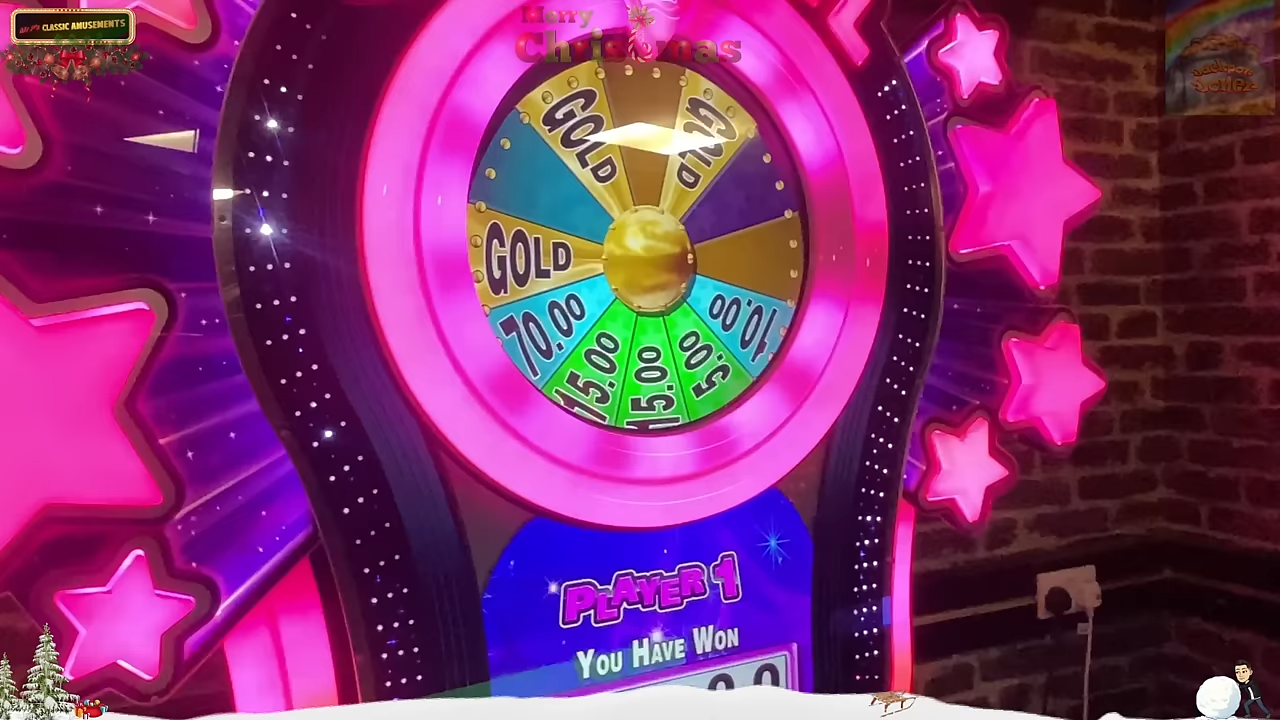 CLASSIC AMUSEMENTS
Merry
Christmas
GOLD
GOLD
GOLD
70.00
15.00
15.00
5.00
10.00
PLAYER 1
YOU HAVE WON